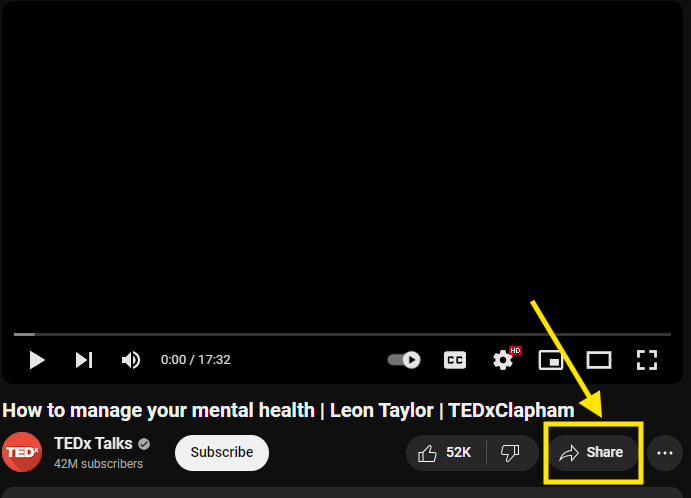 0:00 / 17:32
CC
HD
How to manage your mental health | Leon Taylor | TEDxClapham
TEDx
TEDx Talks
42M subscribers
Subscribe
52K
Share